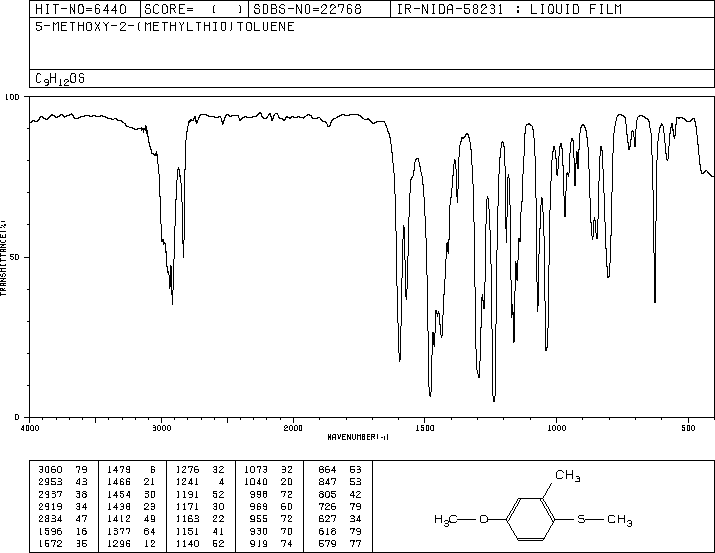 HIT-NO=6440 SCORE= ( ) SDBS-NO=22768 IR-NIDA-58231 : LIQUID FILM
5-METHOXY-2-(METHYLTHIO)TOLUENE
C9H12OS
100
50
0
TRANSMITTANCE(%)
4000 3000 2000 1500 1000 500
WAVENUMBER(-1)
3060 79 1479 6 1276 32 1073 32 864 53
2953 43 1466 21 1241 4 1040 20 847 53
2937 38 1454 30 1191 52 998 72 805 42
2919 34 1438 23 1171 30 969 60 726 79
2834 47 1412 49 1163 22 955 72 627 34
1596 16 1377 64 1151 41 930 70 618 79
1572 35 1296 12 1140 52 919 74 579 77
CH3
H3C O S CH3